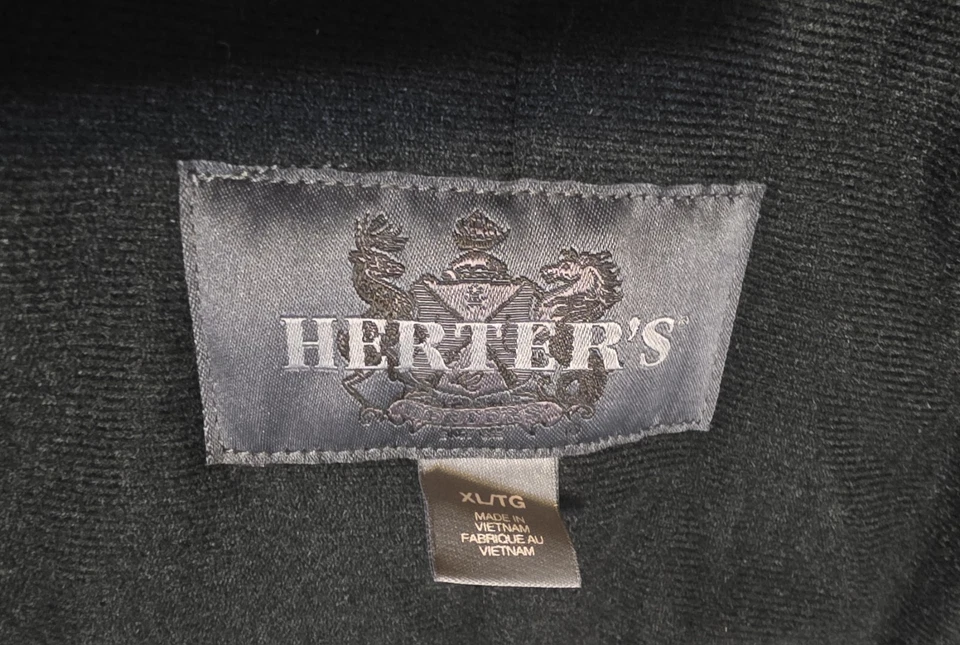 HERTER'S
XL/TG
MADE IN
VIETNAM
FABRIQUE AU
VIETNAM